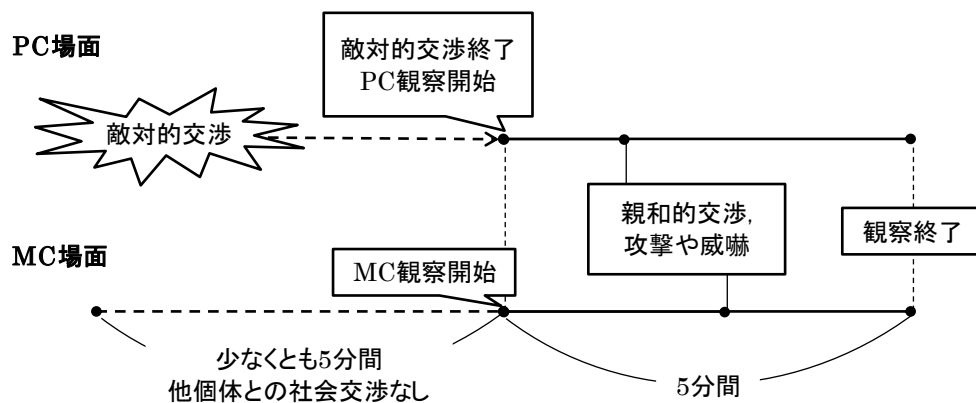 PC場面
敵対的交渉終了
PC観察開始
敵対的交渉
親和的交渉,
攻撃や威嚇
観察終了
MC場面
MC観察開始
少なくとも5分間
他個体との社会交渉なし
5分間